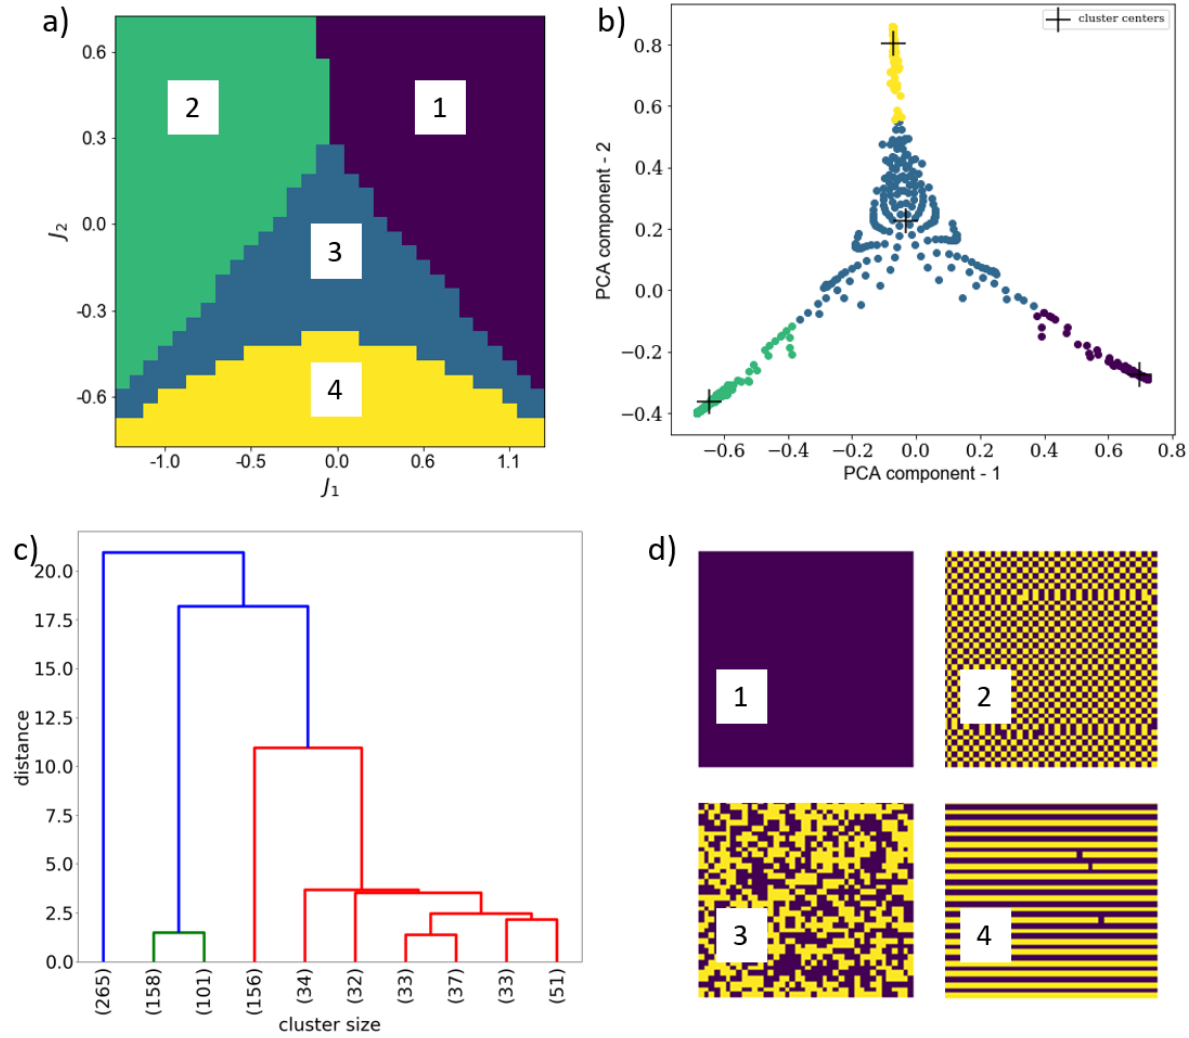 a)
0.6
0.3
0.0
-0.3
-0.6
J2
2
1
3
4
-1.0 -0.5 0.0 0.6 1.1
J1
b)
cluster centers
0.8
0.6
0.4
0.2
0.0
−0.2
−0.4
PCA component - 2
−0.6 −0.4 −0.2 0.0 0.2 0.4 0.6 0.8
PCA component - 1
c)
20.0
17.5
15.0
12.5
10.0
7.5
5.0
2.5
0.0
distance
(265) (158) (101) (156) (34) (32) (33) (37) (33) (51)
cluster size
d)
1
2
3
4